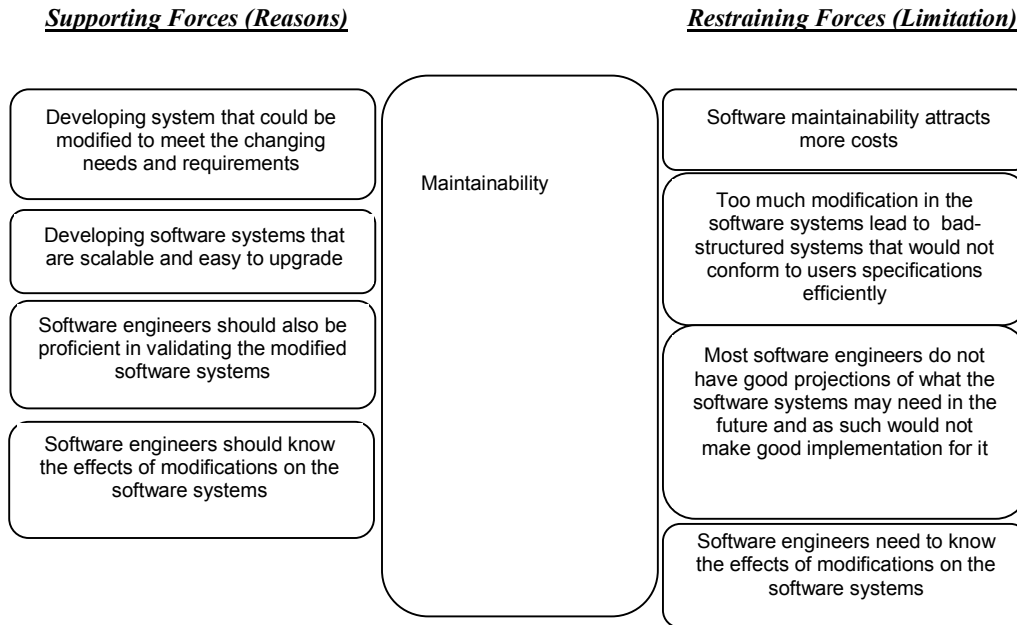 Supporting Forces (Reasons)
Restraining Forces (Limitation)
Developing system that could be
modified to meet the changing
needs and requirements
Developing software systems that
are scalable and easy to upgrade
Software engineers should also be
proficient in validating the modified
software systems
Software engineers should know
the effects of modifications on the
software systems
Maintainability
Software maintainability attracts
more costs
Too much modification in the
software systems lead to bad-
structured systems that would not
conform to users specifications
efficiently
Most software engineers do not
have good projections of what the
software systems may need in the
future and as such would not
make good implementation for it
Software engineers need to know
the effects of modifications on the
software systems